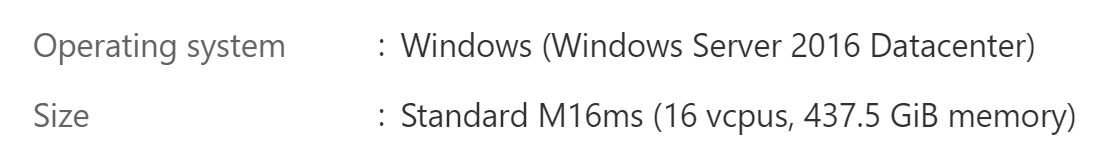 Operating system : Windows (Windows Server 2016 Datacenter)
Size : Standard M16ms (16 vcpus, 437.5 GiB memory)